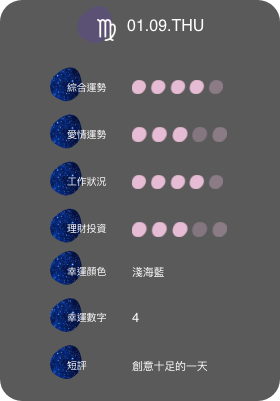 01.09.THU
綜合運勢
愛情運勢
工作狀況
理財投資
幸運顏色 淺海藍
幸運數字 4
短評 創意十足的一天